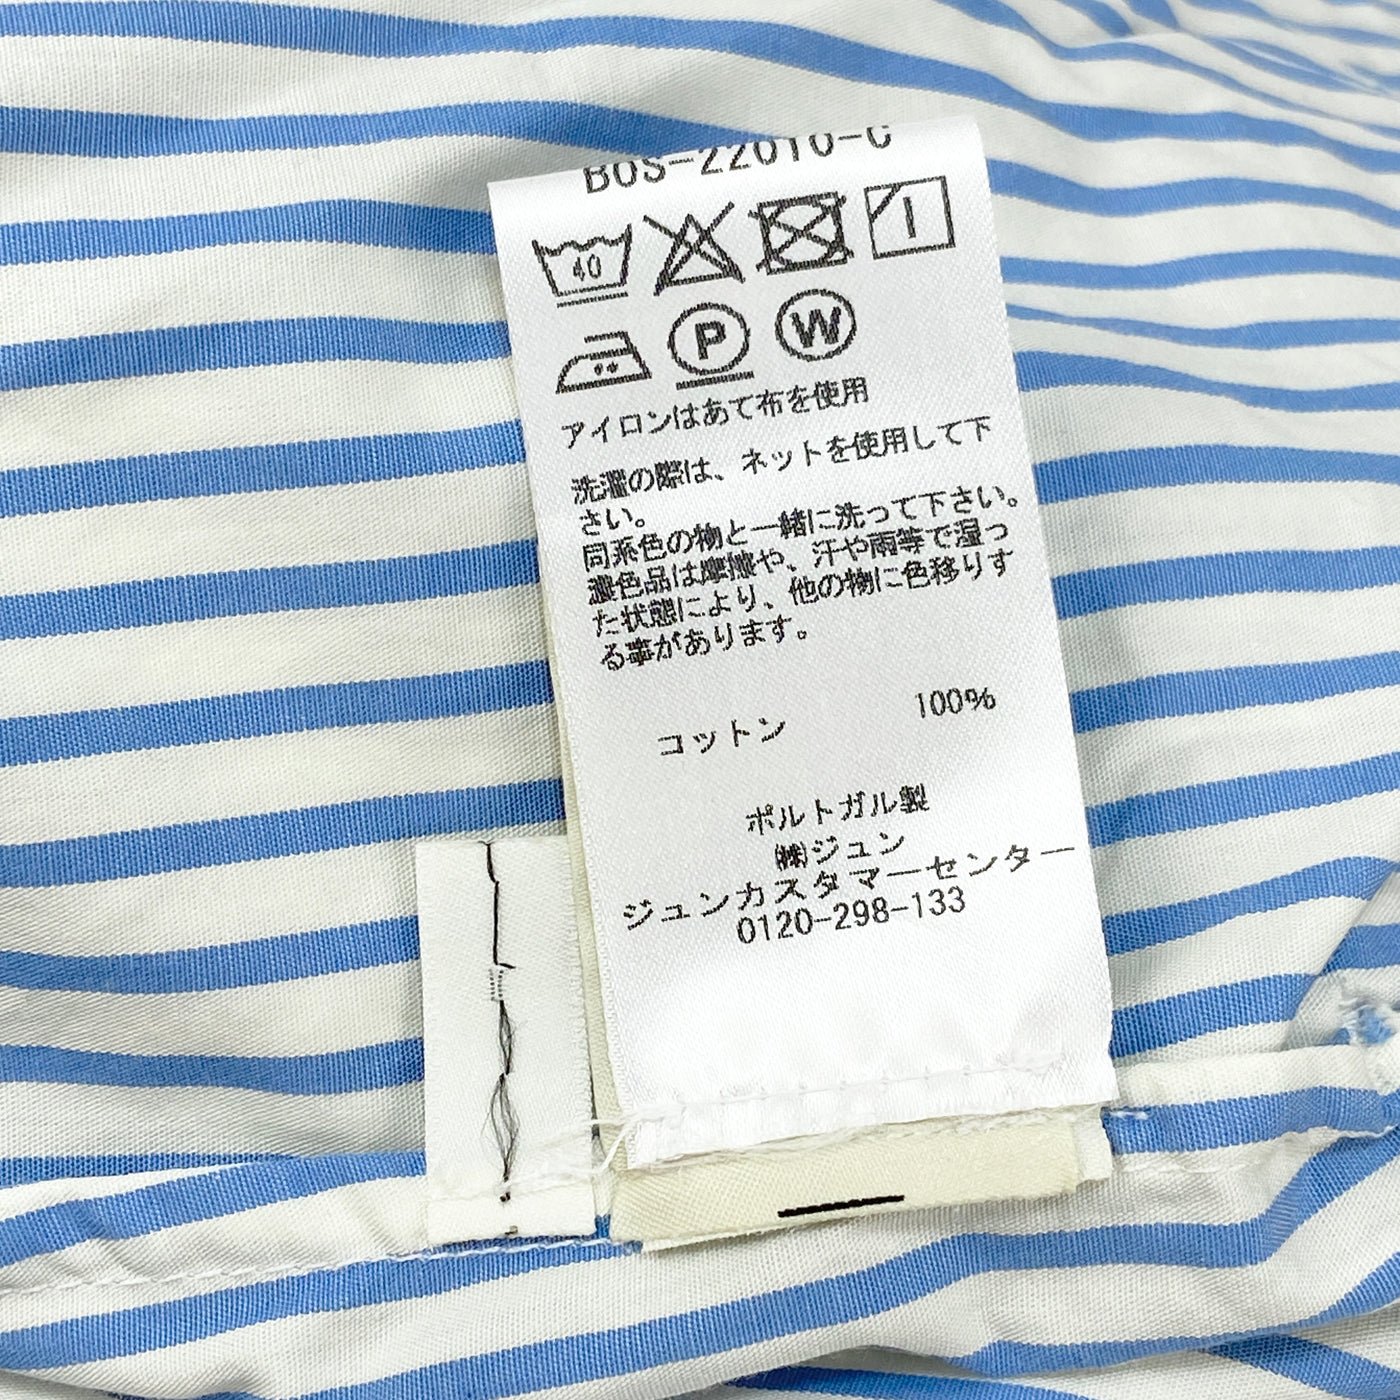 BOS-22010-C
40
P W
アイロンはあて布を使用
洗濯の際は、ネットを使用して下
さい。
同系色の物と一緒に洗って下さい。
濃色品は摩擦や、汗や雨等で湿っ
た状態により、他の物に色移りす
る事があります。
コットン 100%
ポルトガル製
㈱ジュン
ジュンカスタマーセンター
0120-298-133